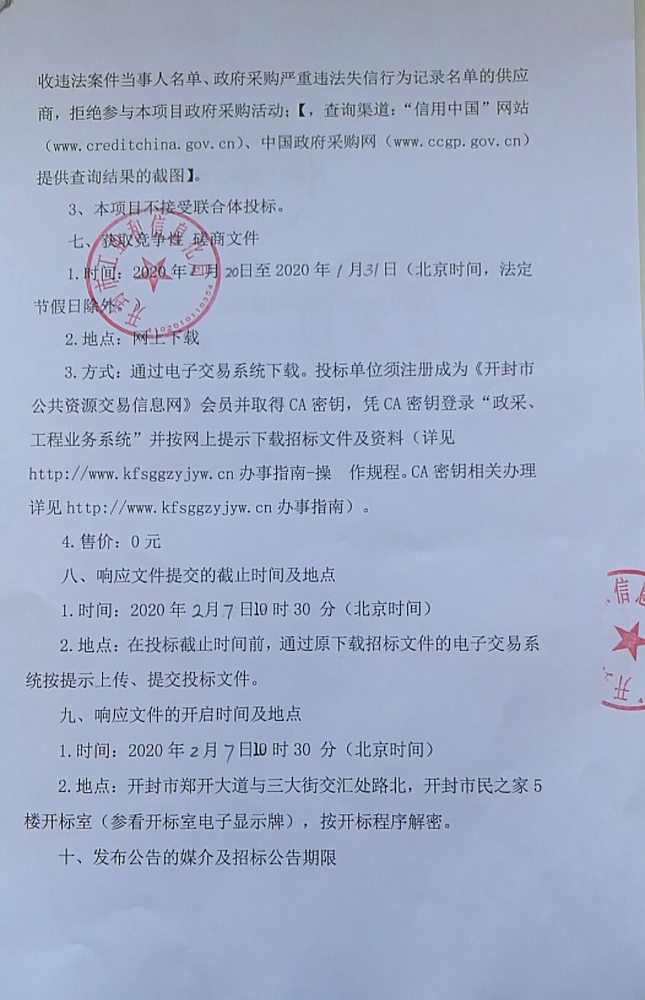 收违法案件当事人名单、政府采购严重违法失信行为记录名单的供应
商，拒绝参与本项目政府采购活动；【，查询渠道：“信用中国”网站
（www.creditchina.gov.cn）、中国政府采购网（www.ccgp.gov.cn）
提供查询结果的截图】。
3、本项目不接受联合体投标。
七、获取竞争性 磋商文件
1.时间：2020 年 1 月 20日至 2020 年 1 月31日（北京时间，法定
节假日除外。）
开封市工业和信息化局
4102010110354
2.地点：网上下载
3.方式：通过电子交易系统下载。投标单位须注册成为《开封市
公共资源交易信息网》会员并取得 CA 密钥，凭 CA 密钥登录“政采、
工程业务系统”并按网上提示下载招标文件及资料（详见
http://www.kfsggzyjyw.cn 办事指南-操 作规程。CA 密钥相关办理
详见 http://www.kfsggzyjyw.cn 办事指南）。
4.售价：0 元
八、响应文件提交的截止时间及地点
1.时间：2020 年 2月 7 日10 时 30 分（北京时间）
信息
开
2.地点：在投标截止时间前，通过原下载招标文件的电子交易系
统按提示上传、提交投标文件。
九、响应文件的开启时间及地点
1.时间：2020 年 2 月 7日10 时 30 分（北京时间）
2.地点：开封市郑开大道与三大街交汇处路北，开封市民之家 5
楼开标室（参看开标室电子显示牌），按开标程序解密。
十、发布公告的媒介及招标公告期限